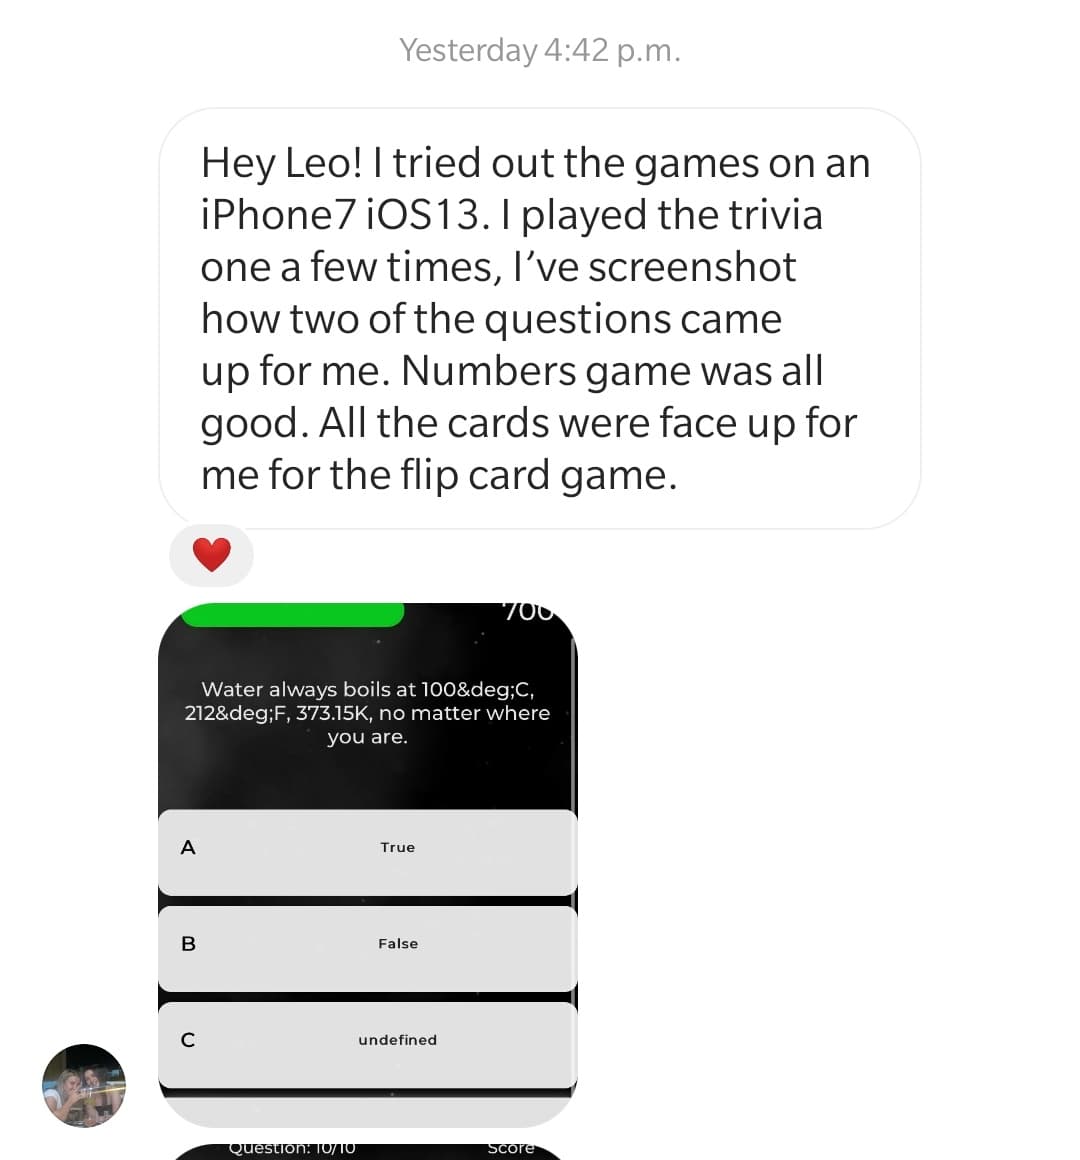 Yesterday 4:42 p.m.
Hey Leo! I tried out the games on an
iPhone7 iOS13. I played the trivia
one a few times, I’ve screenshot
how two of the questions came
up for me. Numbers game was all
good. All the cards were face up for
me for the flip card game.
700
Water always boils at 100&deg;C,
212&deg;F, 373.15K, no matter where
you are.
A True
B False
C undefined
Question: 10/10 Score